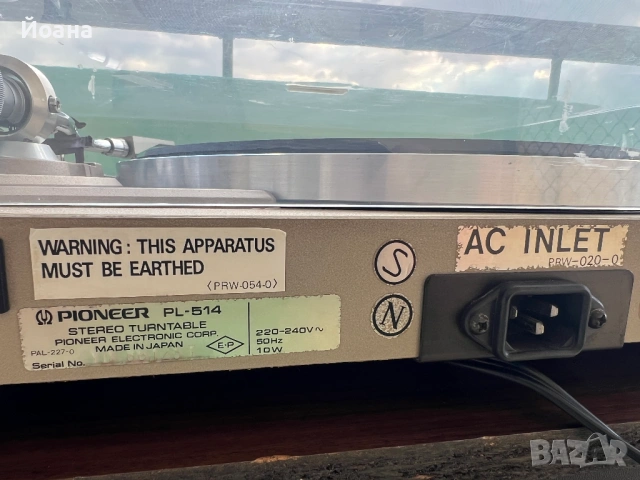 Йоана
WARNING : THIS APPARATUS
MUST BE EARTHED
〈PRW-054-0〉
PIONEER PL-514
STEREO TURNTABLE
PIONEER ELECTRONIC CORP.
MADE IN JAPAN
PAL-227-0
Serial No.
E-P
220-240V~
50Hz
10W
S
N
AC INLET
PRW-020-0
BAZAR
bg